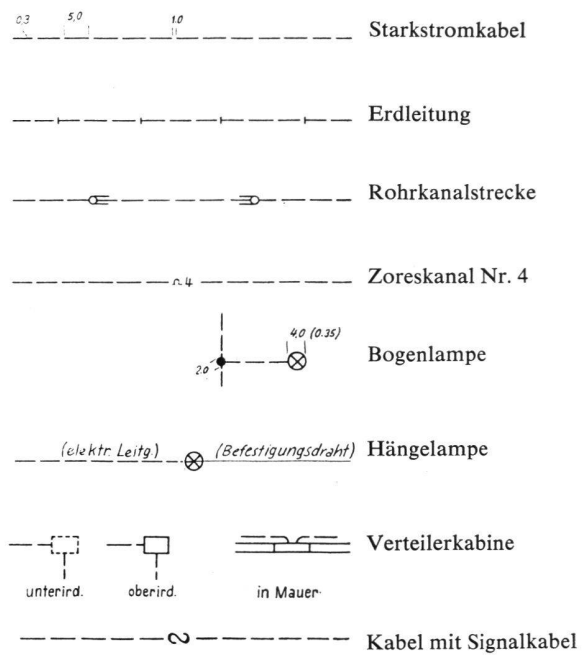 0,3 5,0 1.0
Starkstromkabel
Erdleitung
Rohrkanalstrecke
Zoreskanal Nr. 4
n 4
4.0 (0.35)
Bogenlampe
2.0
(elektr. Leitg.) (Befestigungsdraht) Hängelampe
Verteilerkabine
unterird. oberird. in Mauer
Kabel mit Signalkabel